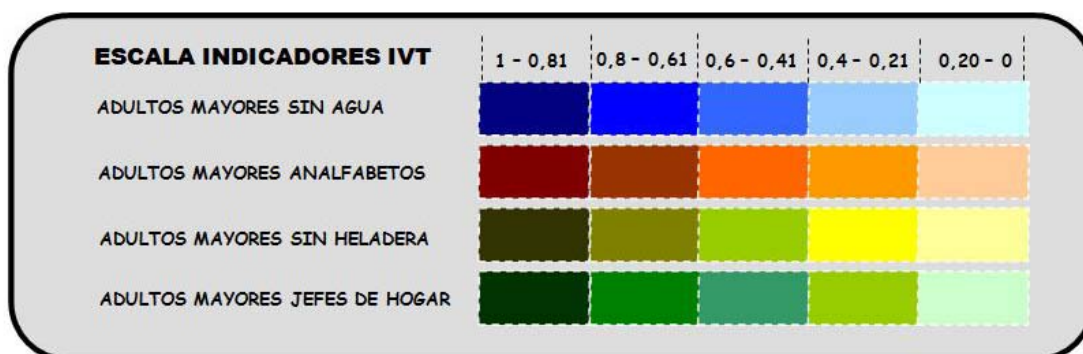 ESCALA INDICADORES IVT 1 - 0,81 0,8 - 0,61 0,6 - 0,41 0,4 - 0,21 0,20 - 0
ADULTOS MAYORES SIN AGUA
ADULTOS MAYORES ANALFABETOS
ADULTOS MAYORES SIN HELADERA
ADULTOS MAYORES JEFES DE HOGAR